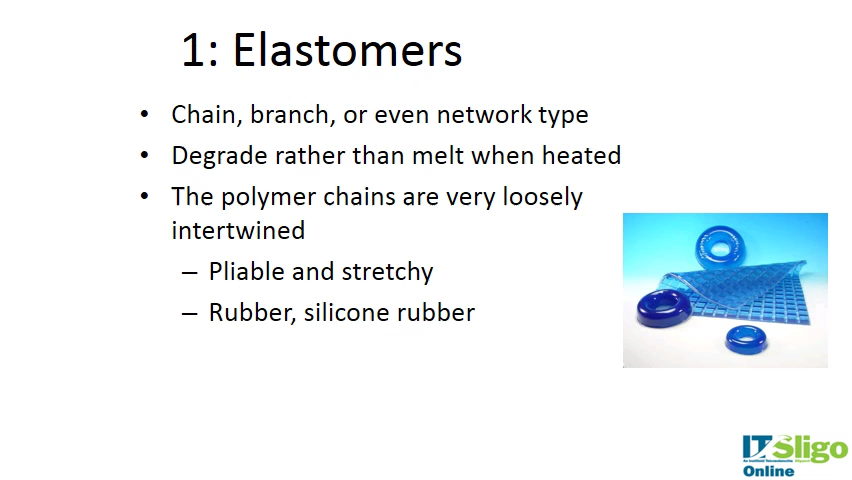 1: Elastomers
• Chain, branch, or even network type
• Degrade rather than melt when heated
• The polymer chains are very loosely
intertwined
– Pliable and stretchy
– Rubber, silicone rubber
IT Sligo
Online